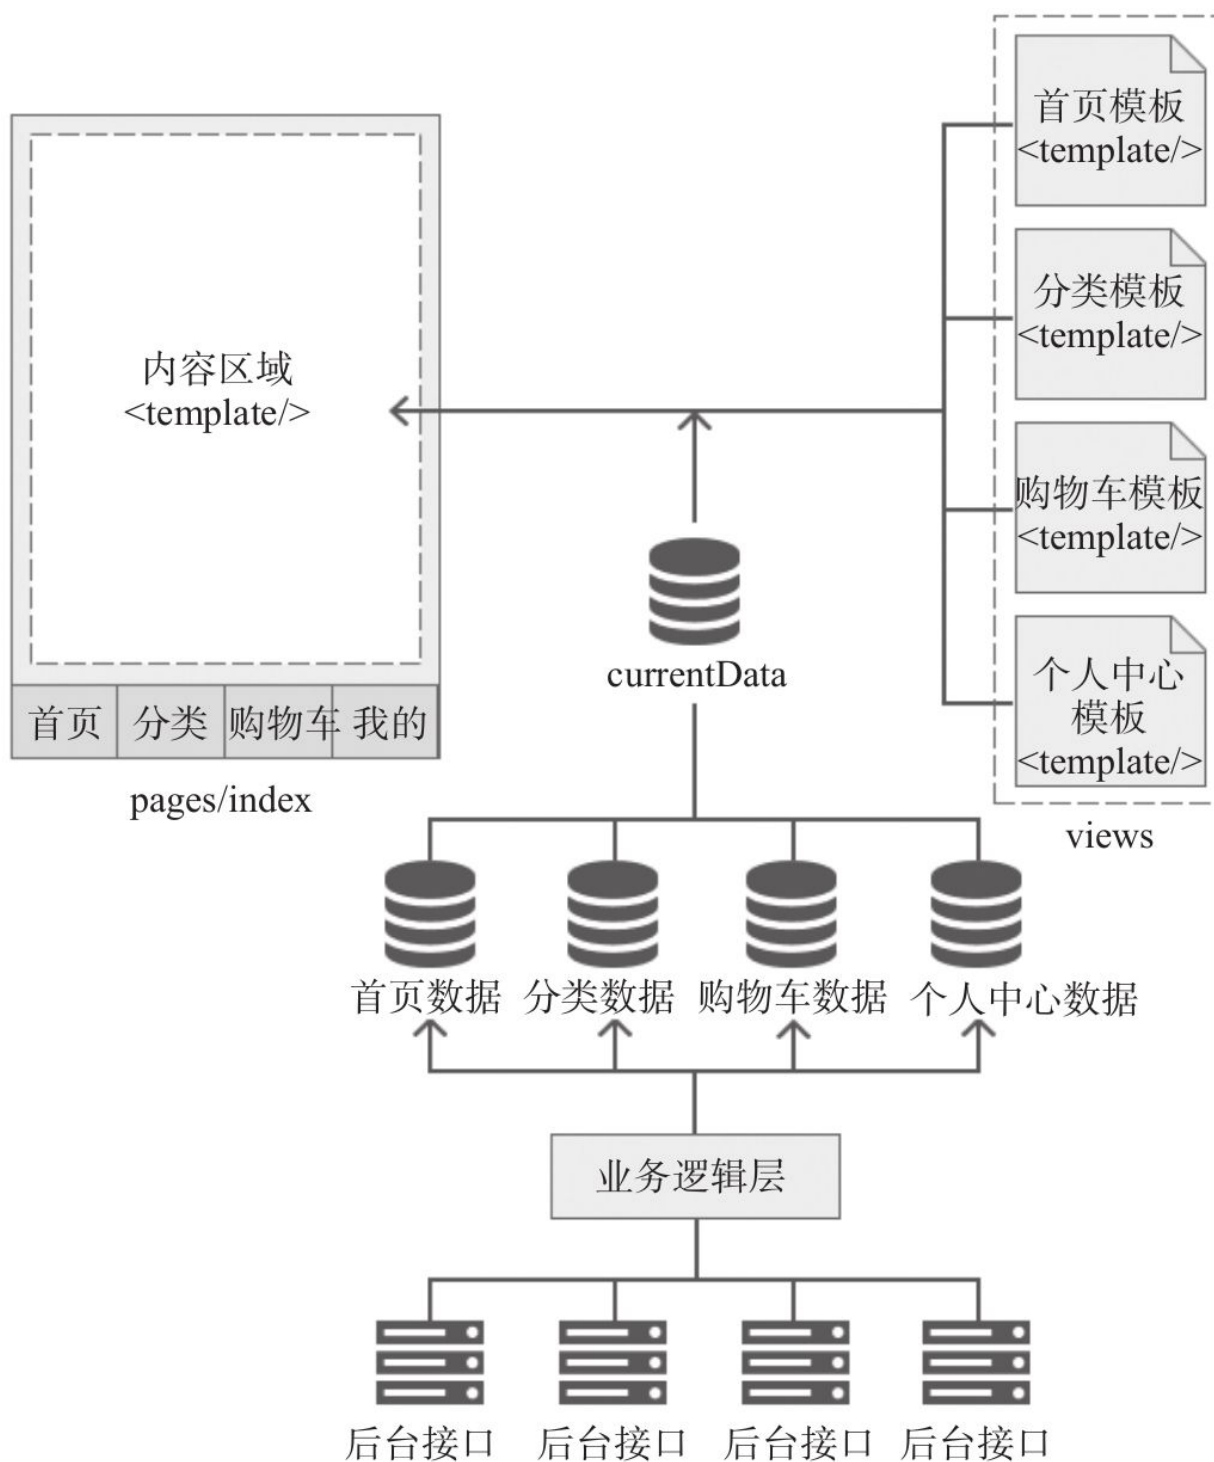 首页模板
<template/>
分类模板
<template/>
内容区域
<template/>
购物车模板
<template/>
currentData
个人中心
模板
<template/>
首页
分类
购物车
我的
pages/index
views
首页数据
分类数据
购物车数据
个人中心数据
业务逻辑层
后台接口
后台接口
后台接口
后台接口